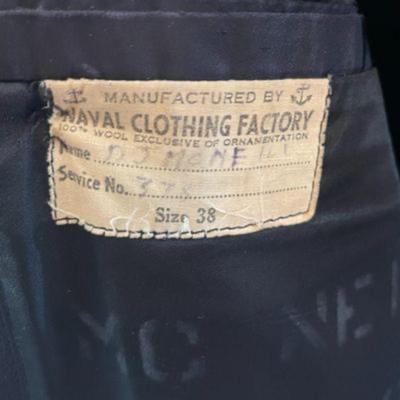 MANUFACTURED BY
NAVAL CLOTHING FACTORY
100% WOOL EXCLUSIVE OF ORNAMENTATION
Name
Service No.
Size 38
MC NE